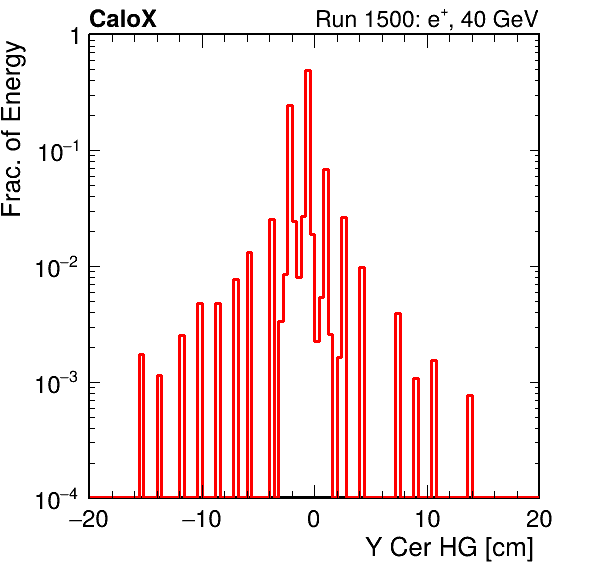 CaloX Run 1500: e⁺, 40 GeV
Frac. of Energy
1
10⁻¹
10⁻²
10⁻³
10⁻⁴
−20 −10 0 10 20
Y Cer HG [cm]